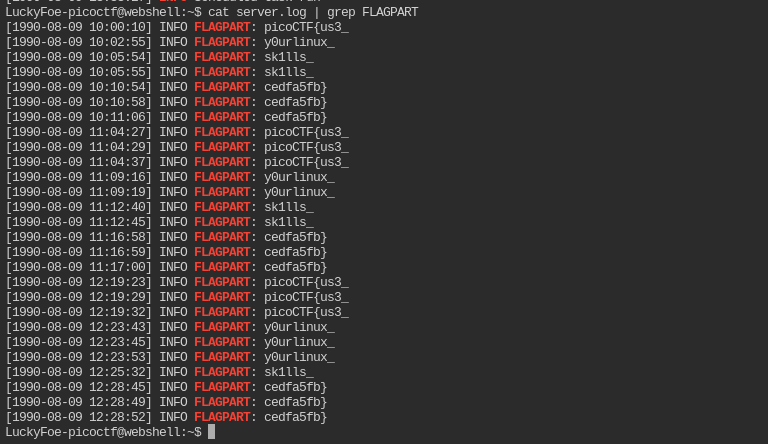 LuckyFoe-picoctf@webshell:~$ cat server.log | grep FLAGPART
[1990-08-09 10:00:10] INFO FLAGPART: picoCTF{us3_
[1990-08-09 10:02:55] INFO FLAGPART: y0urlinux_
[1990-08-09 10:05:54] INFO FLAGPART: sk1lls_
[1990-08-09 10:05:55] INFO FLAGPART: sk1lls_
[1990-08-09 10:10:54] INFO FLAGPART: cedfa5fb}
[1990-08-09 10:10:58] INFO FLAGPART: cedfa5fb}
[1990-08-09 10:11:06] INFO FLAGPART: cedfa5fb}
[1990-08-09 11:04:27] INFO FLAGPART: picoCTF{us3_
[1990-08-09 11:04:29] INFO FLAGPART: picoCTF{us3_
[1990-08-09 11:04:37] INFO FLAGPART: picoCTF{us3_
[1990-08-09 11:09:16] INFO FLAGPART: y0urlinux_
[1990-08-09 11:09:19] INFO FLAGPART: y0urlinux_
[1990-08-09 11:12:40] INFO FLAGPART: sk1lls_
[1990-08-09 11:12:45] INFO FLAGPART: sk1lls_
[1990-08-09 11:16:58] INFO FLAGPART: cedfa5fb}
[1990-08-09 11:16:59] INFO FLAGPART: cedfa5fb}
[1990-08-09 11:17:00] INFO FLAGPART: cedfa5fb}
[1990-08-09 12:19:23] INFO FLAGPART: picoCTF{us3_
[1990-08-09 12:19:29] INFO FLAGPART: picoCTF{us3_
[1990-08-09 12:19:32] INFO FLAGPART: picoCTF{us3_
[1990-08-09 12:23:43] INFO FLAGPART: y0urlinux_
[1990-08-09 12:23:45] INFO FLAGPART: y0urlinux_
[1990-08-09 12:23:53] INFO FLAGPART: y0urlinux_
[1990-08-09 12:25:32] INFO FLAGPART: sk1lls_
[1990-08-09 12:28:45] INFO FLAGPART: cedfa5fb}
[1990-08-09 12:28:49] INFO FLAGPART: cedfa5fb}
[1990-08-09 12:28:52] INFO FLAGPART: cedfa5fb}
LuckyFoe-picoctf@webshell:~$